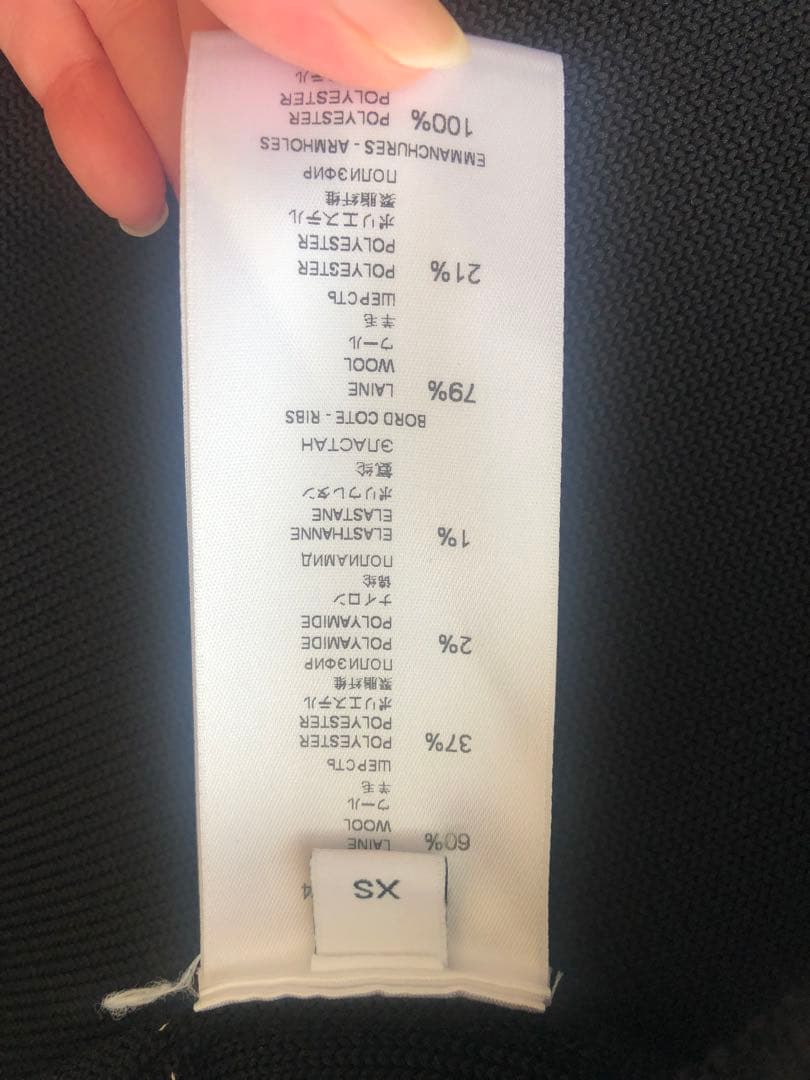 XS
4
60% LAINE
WOOL
ウール
羊毛
ШЕРСТЬ
37% POLYESTER
POLYESTER
ポリエステル
聚脂纤维
ПОЛИЭФИР
2% POLYAMIDE
POLYAMIDE
ナイロン
锦纶
ПОЛИАМИД
1% ELASTHANNE
ELASTANE
ポリウレタン
氨纶
ЭЛАСТАН
BORD COTE - RIBS
79% LAINE
WOOL
ウール
羊毛
ШЕРСТЬ
21% POLYESTER
POLYESTER
ポリエステル
聚脂纤维
ПОЛИЭФИР
EMMANCHURES - ARMHOLES
100% POLYESTER
POLYESTER